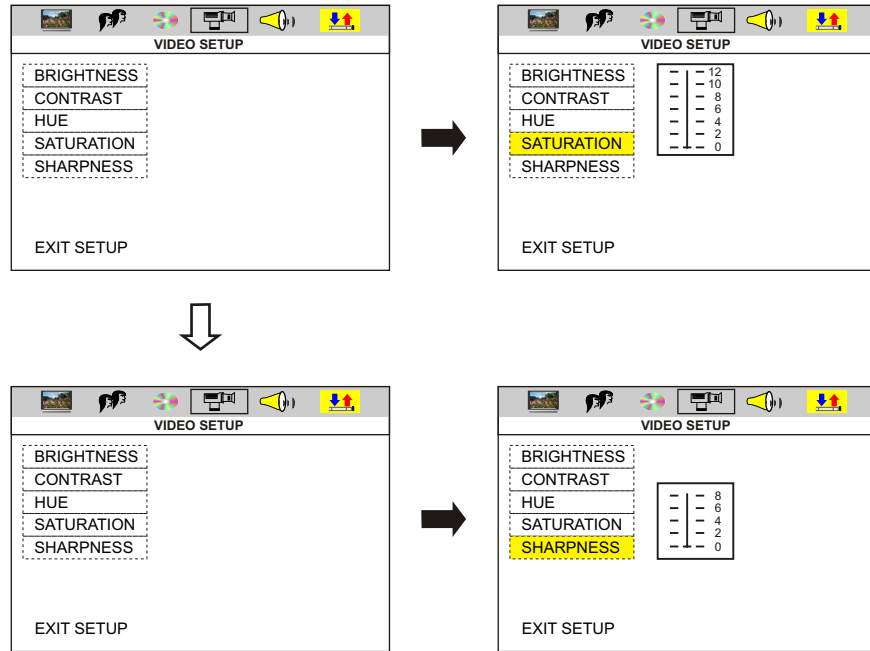 VIDEO SETUP
BRIGHTNESS
CONTRAST
HUE
SATURATION
SHARPNESS
EXIT SETUP
VIDEO SETUP
BRIGHTNESS
CONTRAST
HUE
SATURATION
SHARPNESS
12
10
8
6
4
2
0
EXIT SETUP
VIDEO SETUP
BRIGHTNESS
CONTRAST
HUE
SATURATION
SHARPNESS
EXIT SETUP
VIDEO SETUP
BRIGHTNESS
CONTRAST
HUE
SATURATION
SHARPNESS
8
6
4
2
0
EXIT SETUP